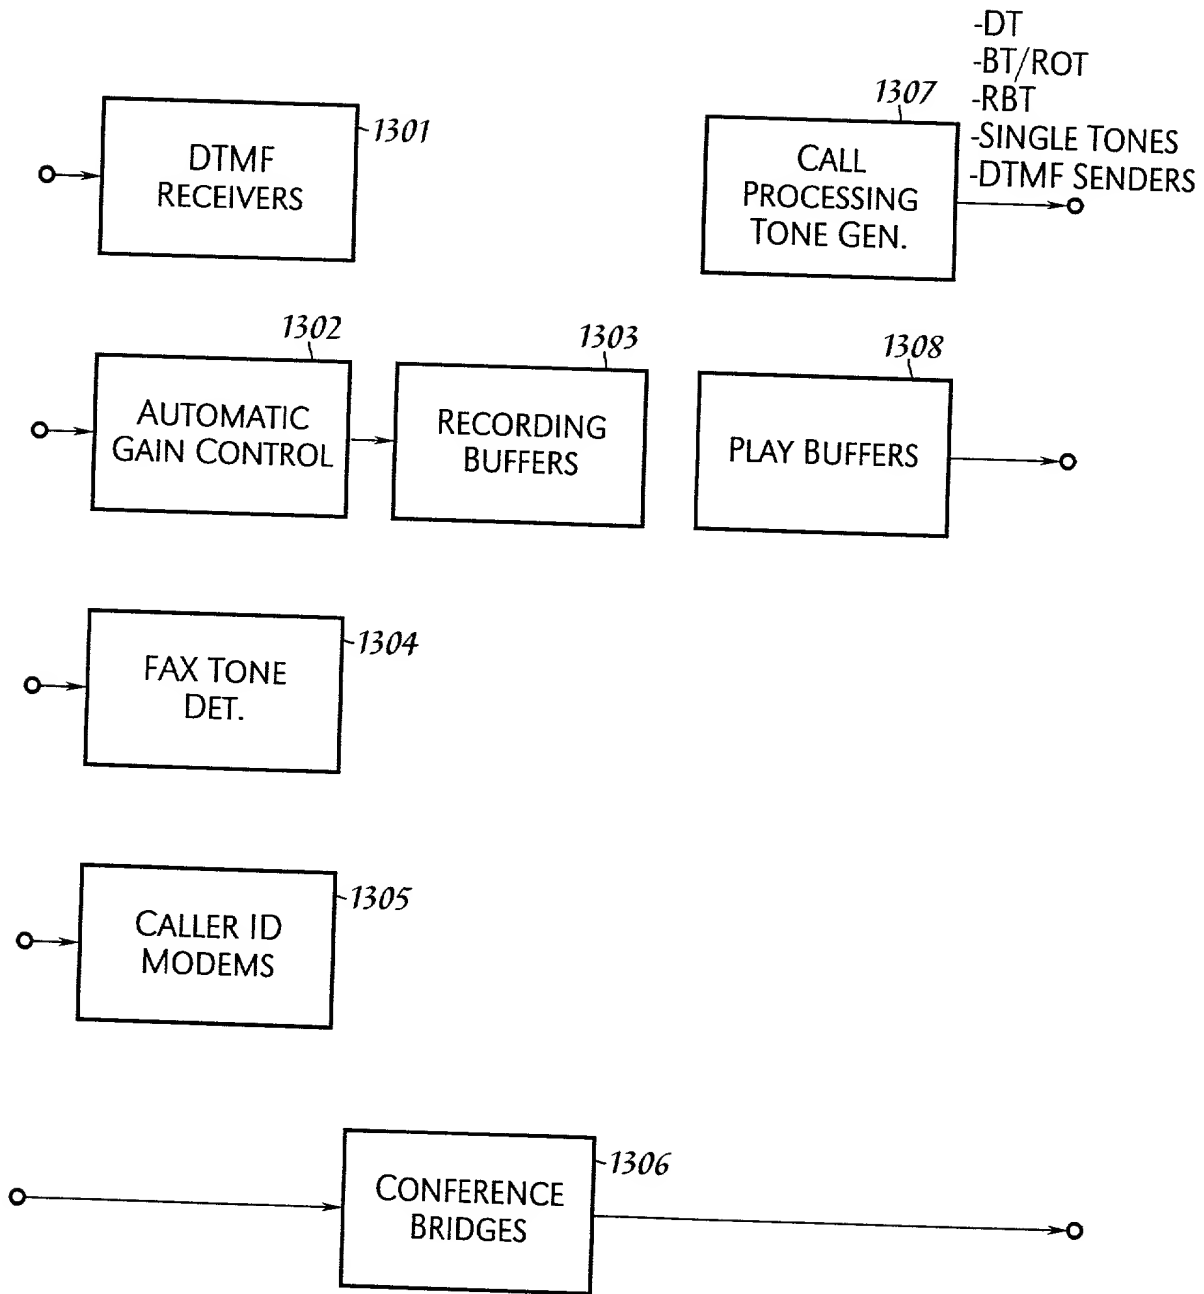 -DT
-BT/ROT
-RBT
-SINGLE TONES
-DTMF SENDERS
1307
CALL
PROCESSING
TONE GEN.
1301
DTMF
RECEIVERS
1302
AUTOMATIC
GAIN CONTROL
1303
RECORDING
BUFFERS
1308
PLAY BUFFERS
1304
FAX TONE
DET.
1305
CALLER ID
MODEMS
1306
CONFERENCE
BRIDGES